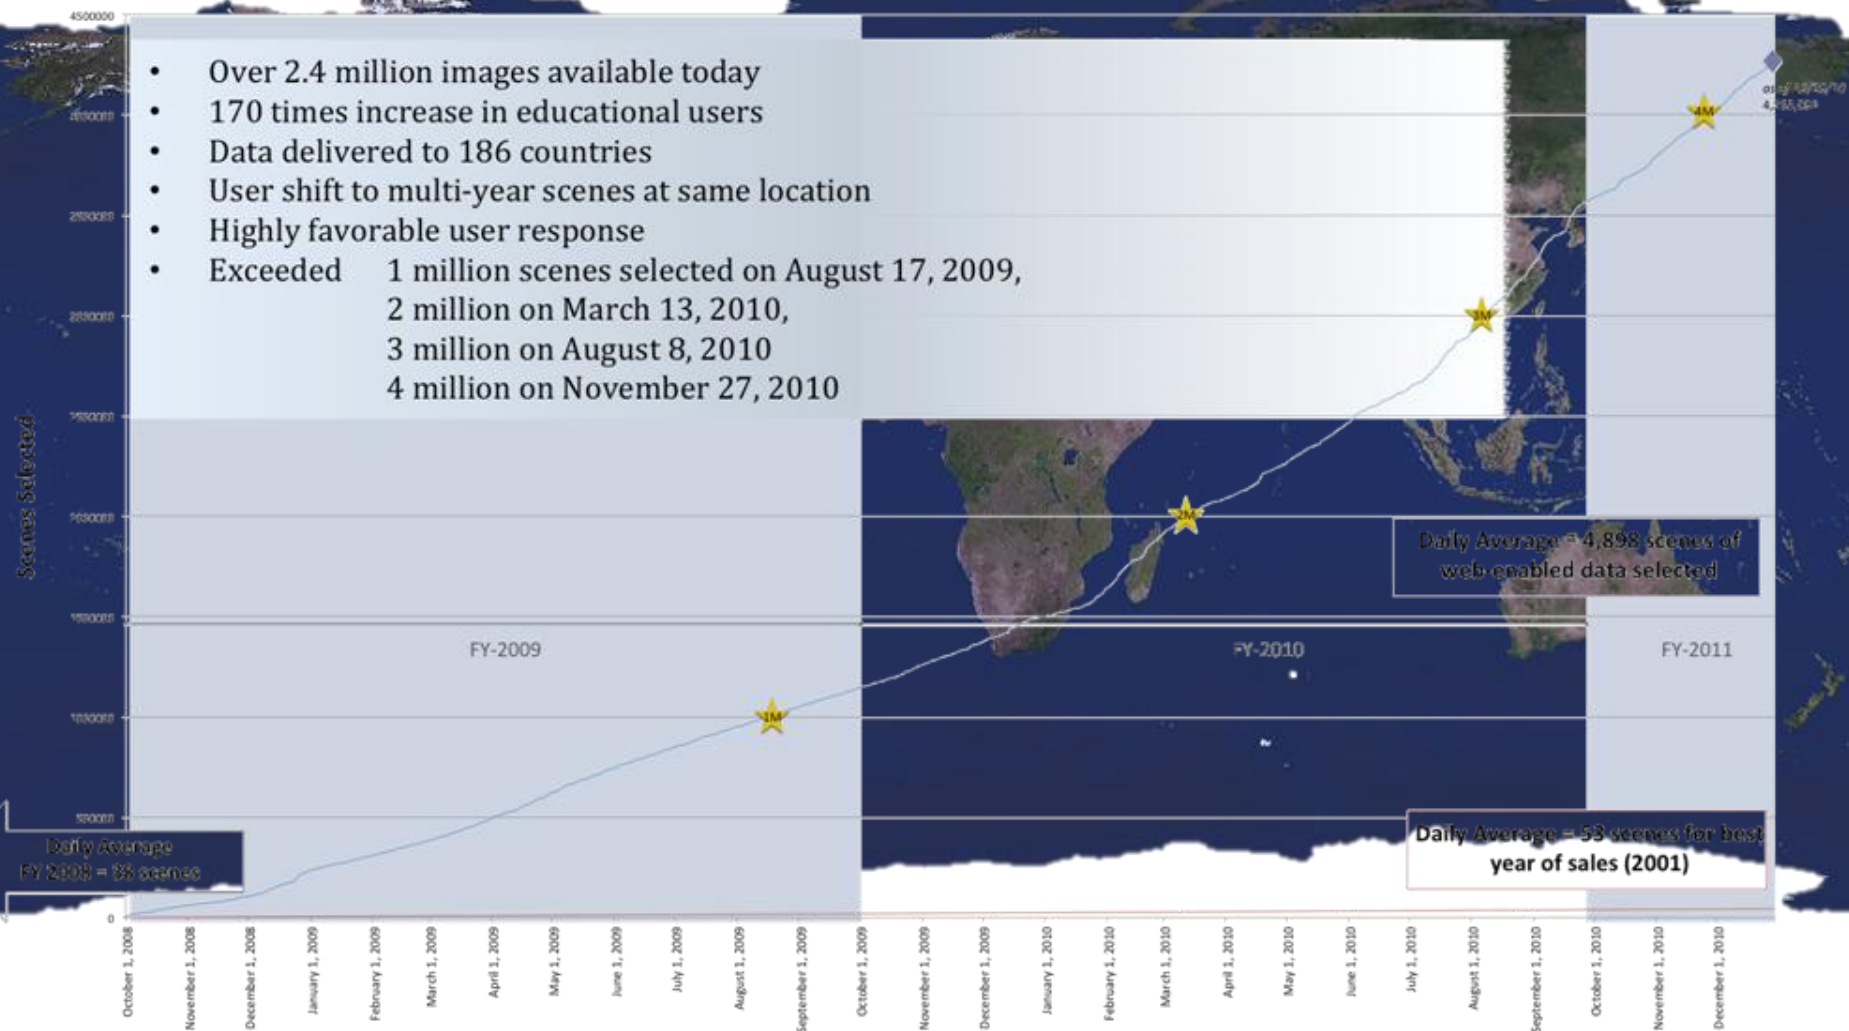 4500000
• Over 2.4 million images available today
• 170 times increase in educational users
• Data delivered to 186 countries
• User shift to multi-year scenes at same location
• Highly favorable user response
• Exceeded 1 million scenes selected on August 17, 2009,
2 million on March 13, 2010,
3 million on August 8, 2010
4 million on November 27, 2010
4M
3M
2M
1M
Scenes Selected
Daily Average = 4,898 scenes of
web-enabled data selected
FY-2009
FY-2010
FY-2011
Daily Average
FY 2008 = 38 scenes
Daily Average = 53 scenes for best
year of sales (2001)
0
October 1, 2008
November 1, 2008
December 1, 2008
January 1, 2009
February 1, 2009
March 1, 2009
April 1, 2009
May 1, 2009
June 1, 2009
July 1, 2009
August 1, 2009
September 1, 2009
October 1, 2009
November 1, 2009
December 1, 2009
January 1, 2010
February 1, 2010
March 1, 2010
April 1, 2010
May 1, 2010
June 1, 2010
July 1, 2010
August 1, 2010
September 1, 2010
October 1, 2010
November 1, 2010
December 1, 2010